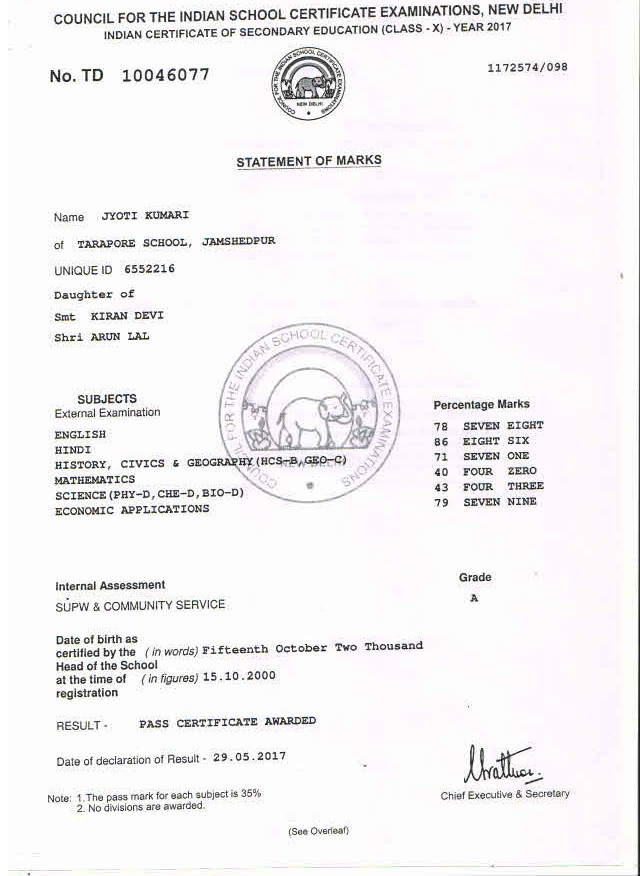 COUNCIL FOR THE INDIAN SCHOOL CERTIFICATE EXAMINATIONS, NEW DELHI
INDIAN CERTIFICATE OF SECONDARY EDUCATION (CLASS - X) - YEAR 2017
No. TD 10046077
1172574/098
COUNCIL FOR THE INDIAN SCHOOL CERTIFICATE EXAMINATIONS
NEW DELHI
STATEMENT OF MARKS
Name JYOTI KUMARI
of TARAPORE SCHOOL, JAMSHEDPUR
UNIQUE ID 6552216
Daughter of
Smt KIRAN DEVI
Shri ARUN LAL
COUNCIL FOR THE INDIAN SCHOOL CERTIFICATE EXAMINATIONS
NEW DELHI
SUBJECTS Percentage Marks
External Examination
ENGLISH 78 SEVEN EIGHT
HINDI 86 EIGHT SIX
HISTORY, CIVICS & GEOGRAPHY(HCS-B,GEO-C) 71 SEVEN ONE
MATHEMATICS 40 FOUR ZERO
SCIENCE(PHY-D,CHE-D,BIO-D) 43 FOUR THREE
ECONOMIC APPLICATIONS 79 SEVEN NINE
Internal Assessment Grade
SUPW & COMMUNITY SERVICE A
Date of birth as
certified by the (in words) Fifteenth October Two Thousand
Head of the School
at the time of (in figures) 15.10.2000
registration
RESULT - PASS CERTIFICATE AWARDED
Date of declaration of Result - 29.05.2017
Chief Executive & Secretary
Note: 1.The pass mark for each subject is 35%
2. No divisions are awarded.
(See Overleaf)